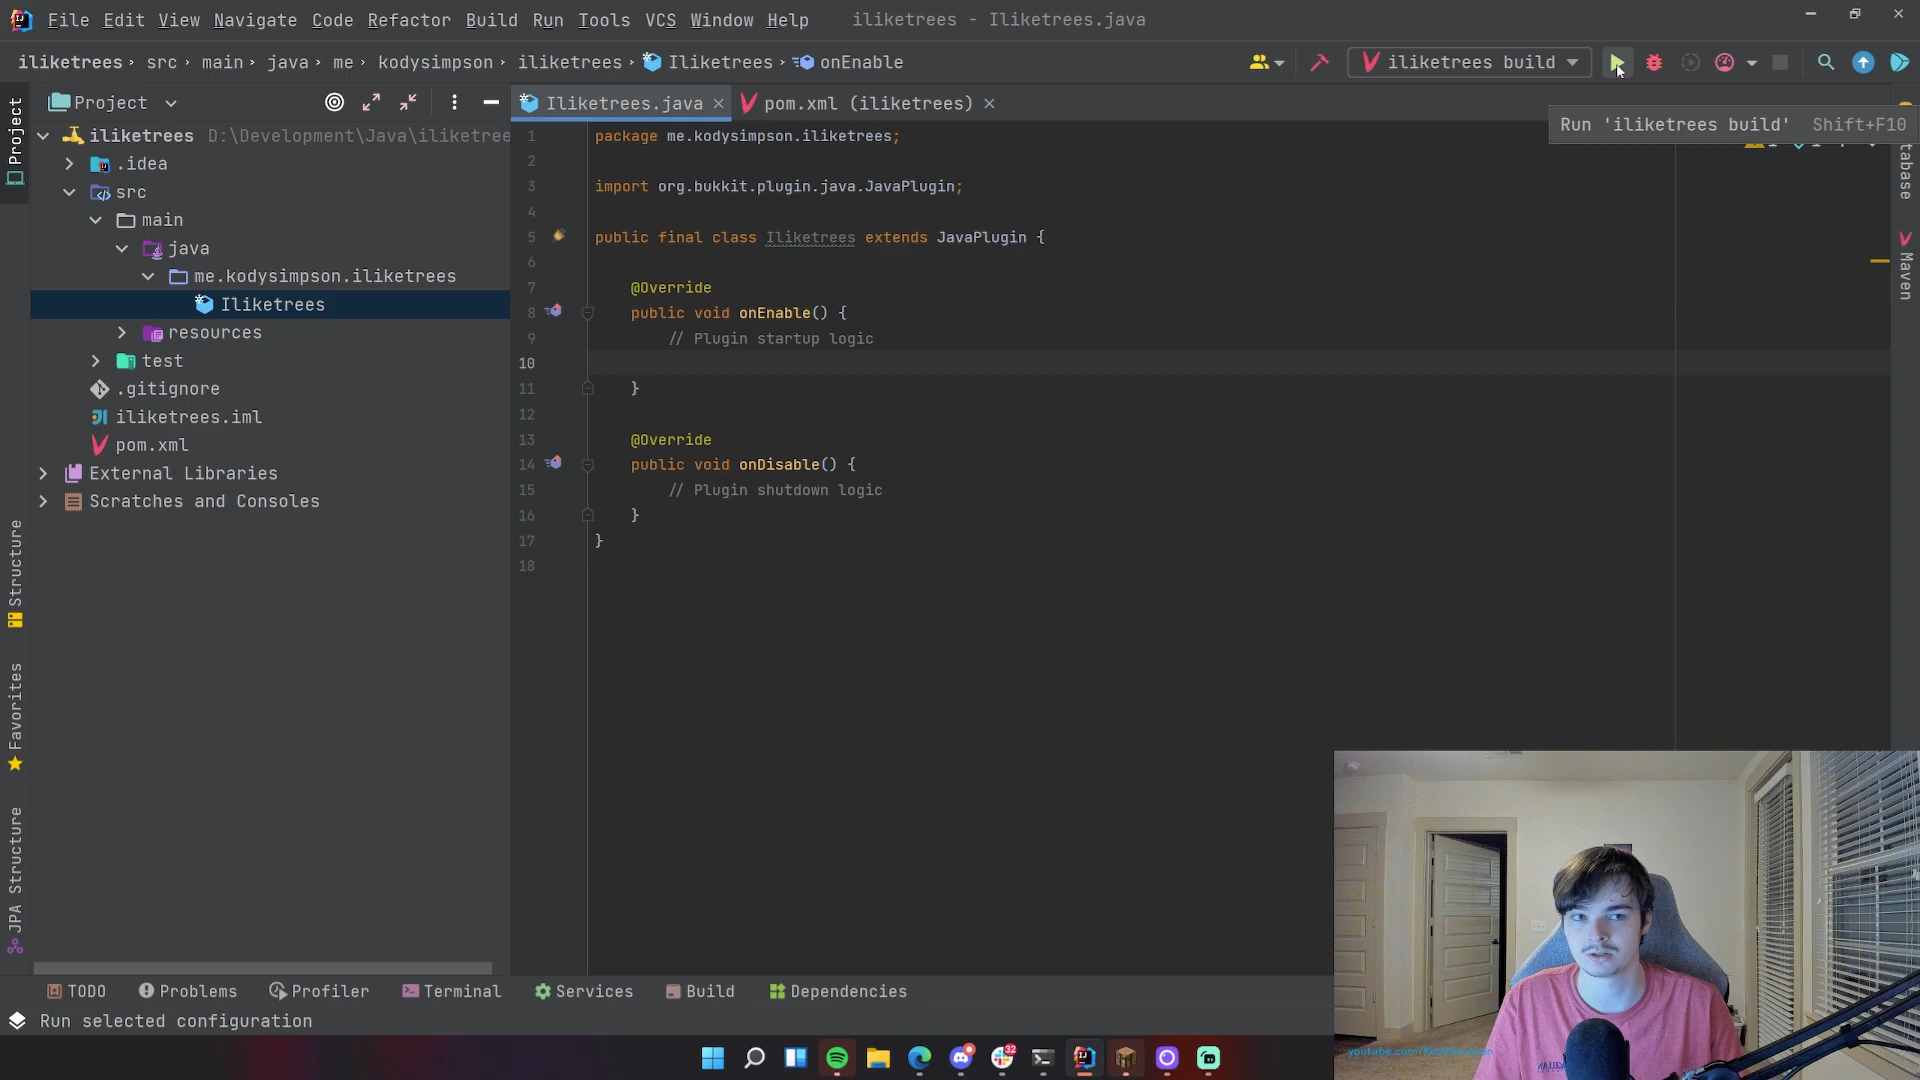 File Edit View Navigate Code Refactor Build Run Tools VCS Window Help iliketrees - Iliketrees.java
iliketrees src main java me kodysimpson iliketrees Iliketrees onEnable iliketrees build
Project Iliketrees.java pom.xml (iliketrees)
Run 'iliketrees build' Shift+F10
Project
Structure
Favorites
JPA Structure
iliketrees D:\Development\Java\iliketree
.idea
src
main
java
me.kodysimpson.iliketrees
Iliketrees
resources
test
.gitignore
iliketrees.iml
pom.xml
External Libraries
Scratches and Consoles
1 package me.kodysimpson.iliketrees;
2
3 import org.bukkit.plugin.java.JavaPlugin;
4
5 public final class Iliketrees extends JavaPlugin {
6
7 @Override
8 public void onEnable() {
9 // Plugin startup logic
10
11 }
12
13 @Override
14 public void onDisable() {
15 // Plugin shutdown logic
16 }
17 }
18
tabase
Maven
youtube.com/KodySimpson
TODO Problems Profiler Terminal Services Build Dependencies
Run selected configuration
32